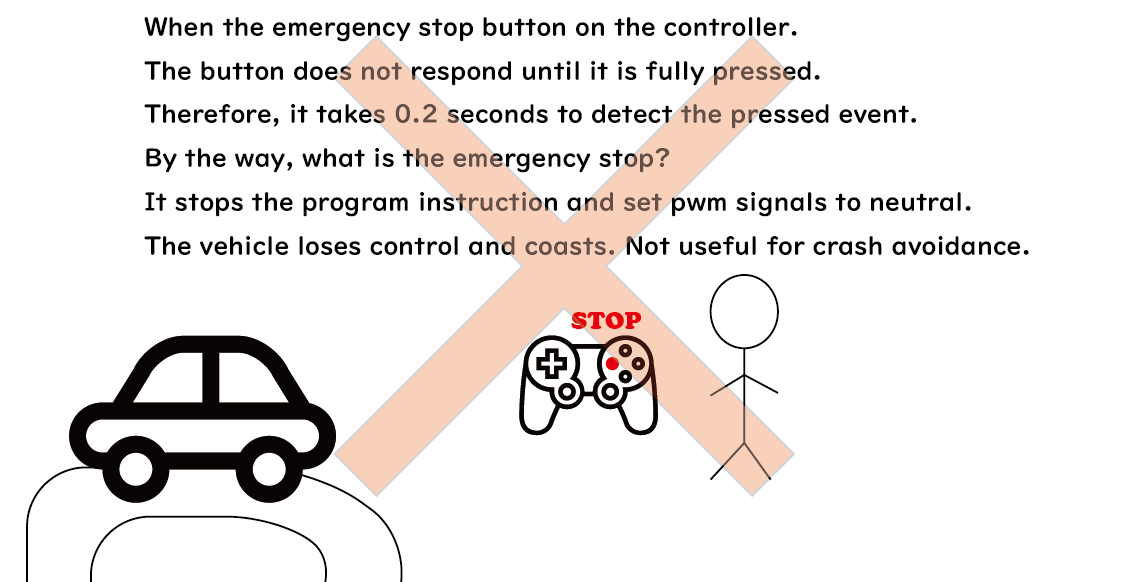 When the emergency stop button on the controller.
The button does not respond until it is fully pressed.
Therefore, it takes 0.2 seconds to detect the pressed event.
By the way, what is the emergency stop?
It stops the program instruction and set pwm signals to neutral.
The vehicle loses control and coasts. Not useful for crash avoidance.
STOP